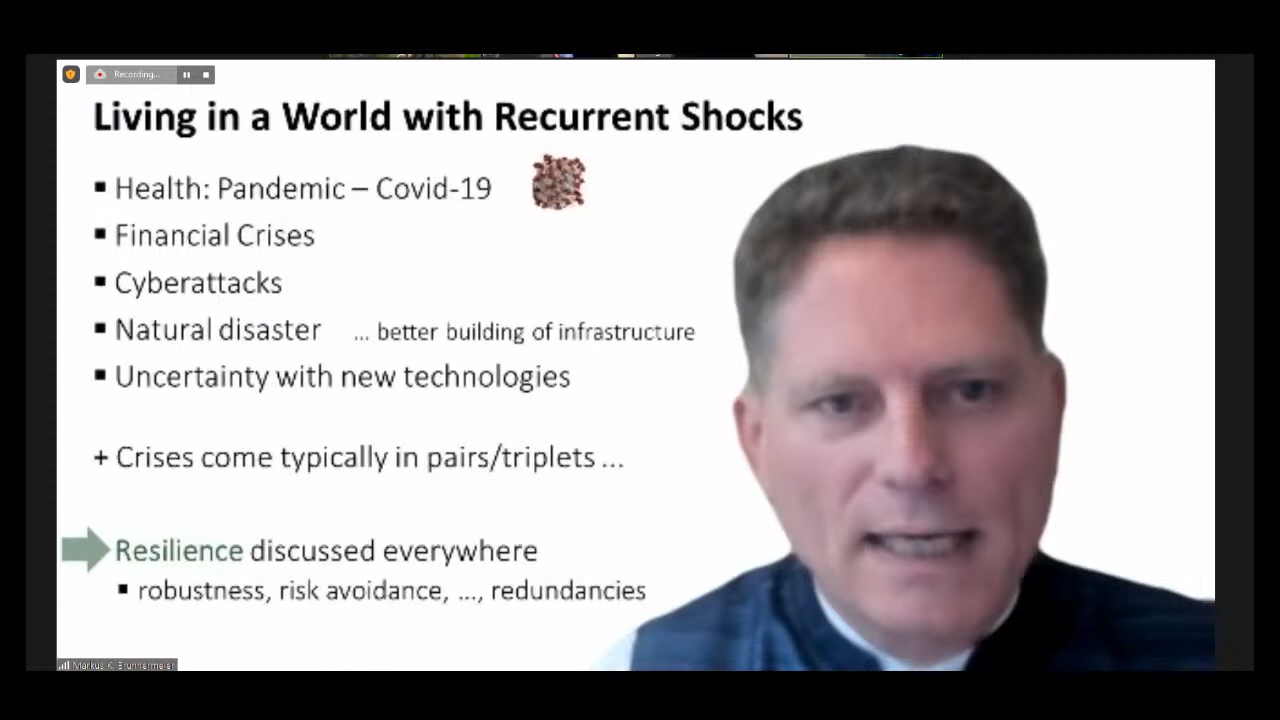 Recording...
Living in a World with Recurrent Shocks
▪ Health: Pandemic – Covid-19
▪ Financial Crises
▪ Cyberattacks
▪ Natural disaster ... better building of infrastructure
▪ Uncertainty with new technologies
+ Crises come typically in pairs/triplets ...
Resilience discussed everywhere
▪ robustness, risk avoidance, ..., redundancies
Markus K. Brunnermeier